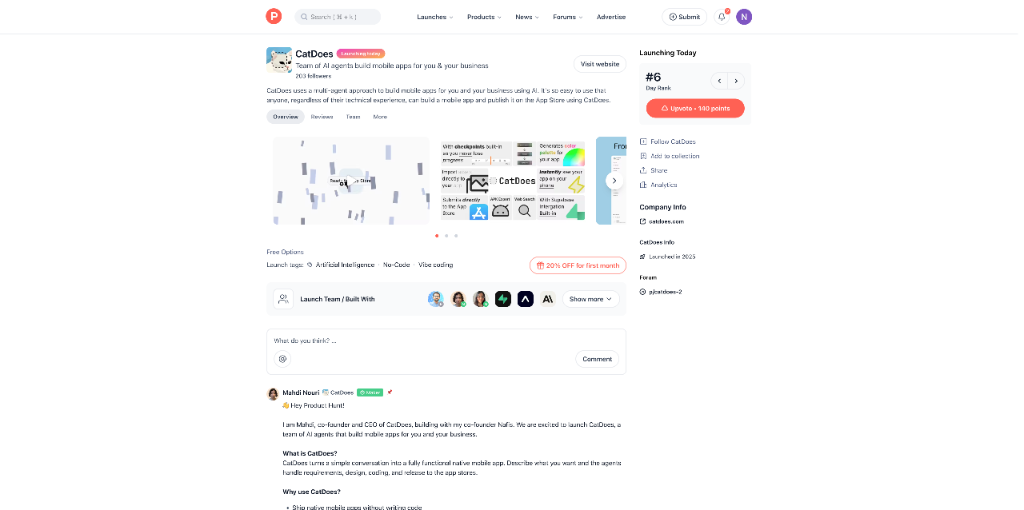 Search ( ⌘ + k )
Launches
Products
News
Forums
Advertise
Submit
N
CatDoes
Launching today
Team of AI agents build mobile apps for you & your business
203 followers
Visit website
CatDoes uses a multi-agent approach to build mobile apps for you and your business using AI. It's so easy to use that
anyone, regardless of their technical experience, can build a mobile app and publish it on the App Store using CatDoes.
Overview
Reviews
Team
More
With checkpoints built-in
on you never lose
progress
Generates color
palette for
your app
Import
directly to
your
CatDoes
Instantly use your
app on your
phone
Submits directly
to the App
Store
APK Export
Web Search
With Supabase
Intergration
Built-in
Free Options
Launch tags:
Artificial Intelligence • No-Code • Vibe coding
20% OFF for first month
Launch Team / Built With
Show more
What do you think? ...
Comment
Mahdi Nouri
CatDoes
Maker
👋 Hey Product Hunt!
I am Mahdi, co-founder and CEO of CatDoes, building with my co-founder Nafis. We are excited to launch CatDoes, a
team of AI agents that build mobile apps for you and your business.
What is CatDoes?
CatDoes turns a simple conversation into a fully functional native mobile app. Describe what you want and the agents
handle requirements, design, coding, and release to the app stores.
Why use CatDoes?
• Ship native mobile apps without writing code
Launching Today
#6
Day Rank
Upvote • 140 points
Follow CatDoes
Add to collection
Share
Analytics
Company Info
catdoes.com
CatDoes Info
Launched in 2025
Forum
p/catdoes-2